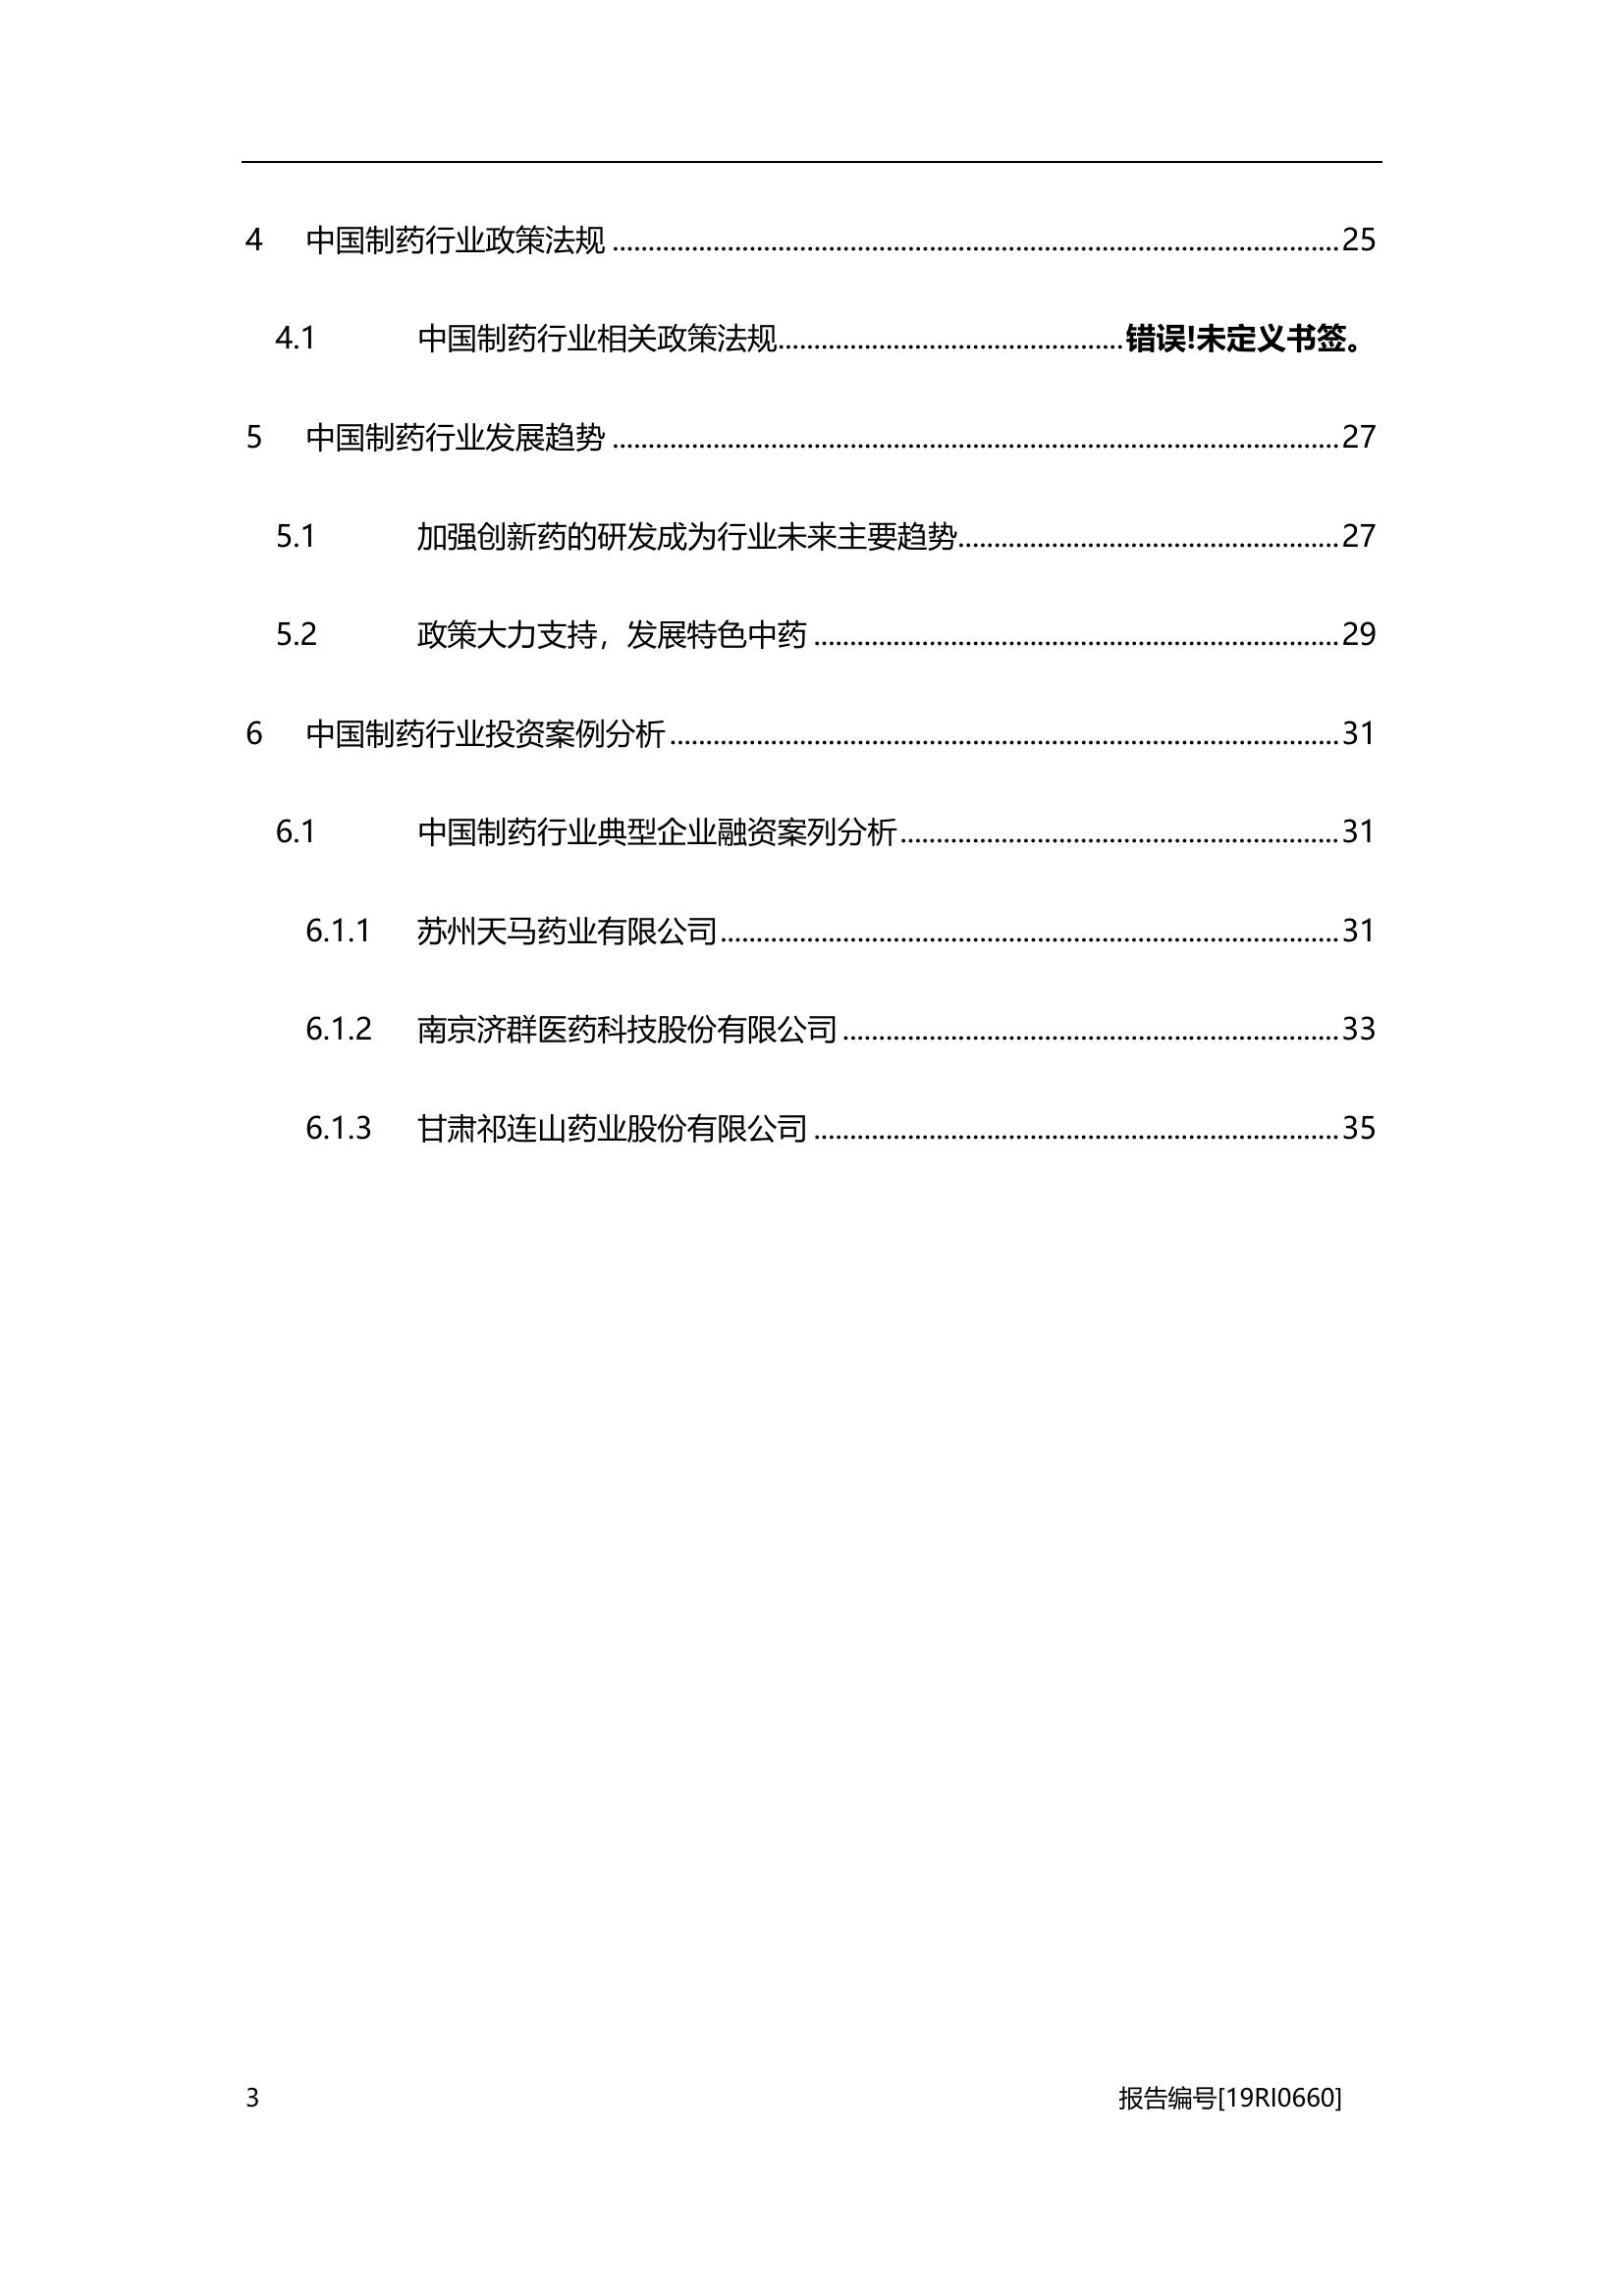 4 中国制药行业政策法规 ........ 25
4.1 中国制药行业相关政策法规 ........ 错误!未定义书签。
5 中国制药行业发展趋势 ........ 27
5.1 加强创新药的研发成为行业未来主要趋势 ........ 27
5.2 政策大力支持，发展特色中药 ........ 29
6 中国制药行业投资案例分析 ........ 31
6.1 中国制药行业典型企业融资案列分析 ........ 31
6.1.1 苏州天马药业有限公司 ........ 31
6.1.2 南京济群医药科技股份有限公司 ........ 33
6.1.3 甘肃祁连山药业股份有限公司 ........ 35
3 报告编号[19RI0660]